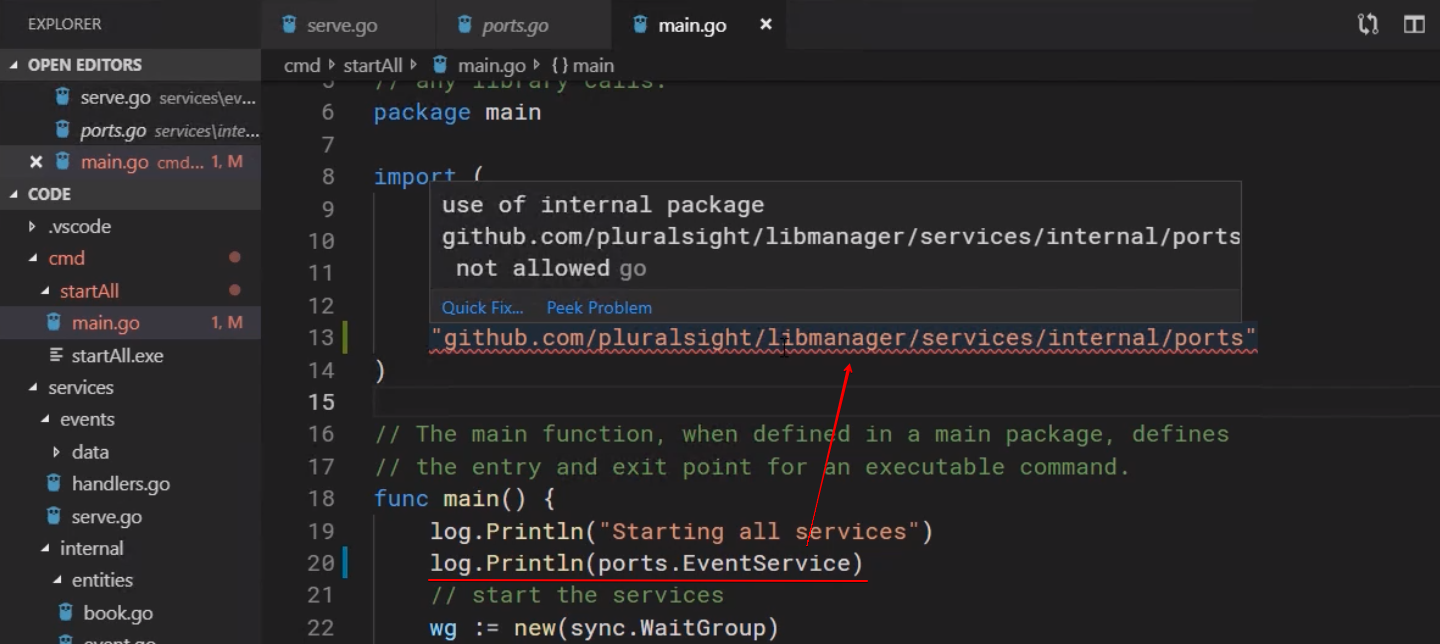 EXPLORER
serve.go
ports.go
main.go
OPEN EDITORS
cmd startAll main.go {} main
serve.go services\ev...
ports.go services\inte...
main.go cmd... 1, M
CODE
.vscode
cmd
startAll
main.go 1, M
startAll.exe
services
events
data
handlers.go
serve.go
internal
entities
book.go
event.go
5 // any library calls.
6 package main
7
8 import (
9
10
11
12
use of internal package
github.com/pluralsight/libmanager/services/internal/ports
not allowed go
Quick Fix... Peek Problem
13 "github.com/pluralsight/libmanager/services/internal/ports"
14 )
15
16 // The main function, when defined in a main package, defines
17 // the entry and exit point for an executable command.
18 func main() {
19 log.Println("Starting all services")
20 log.Println(ports.EventService)
21 // start the services
22 wg := new(sync.WaitGroup)